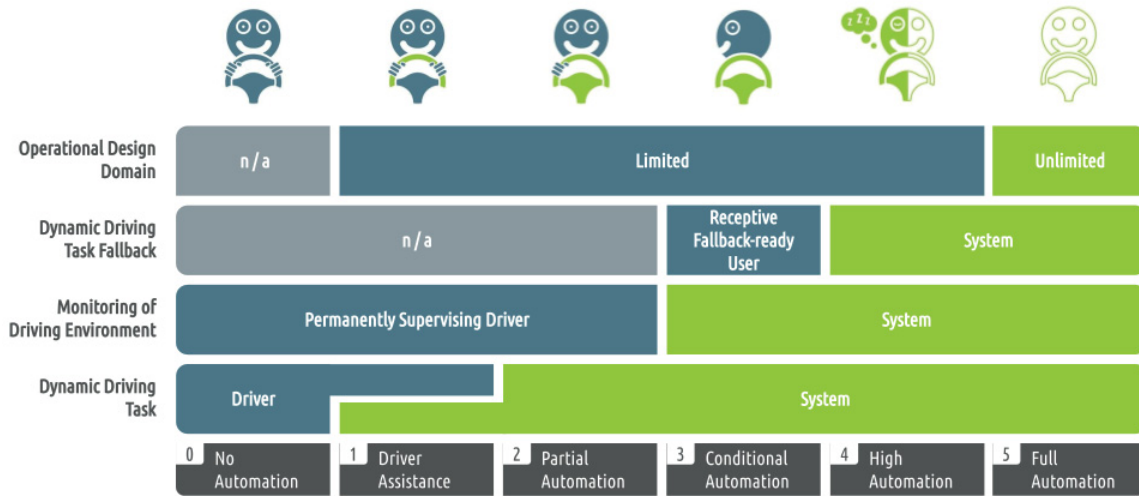 z z z
Operational Design
Domain
n / a
Limited
Unlimited
Dynamic Driving
Task Fallback
n / a
Receptive
Fallback-ready
User
System
Monitoring of
Driving Environment
Permanently Supervising Driver
System
Dynamic Driving
Task
Driver
System
0 No
Automation
1 Driver
Assistance
2 Partial
Automation
3 Conditional
Automation
4 High
Automation
5 Full
Automation